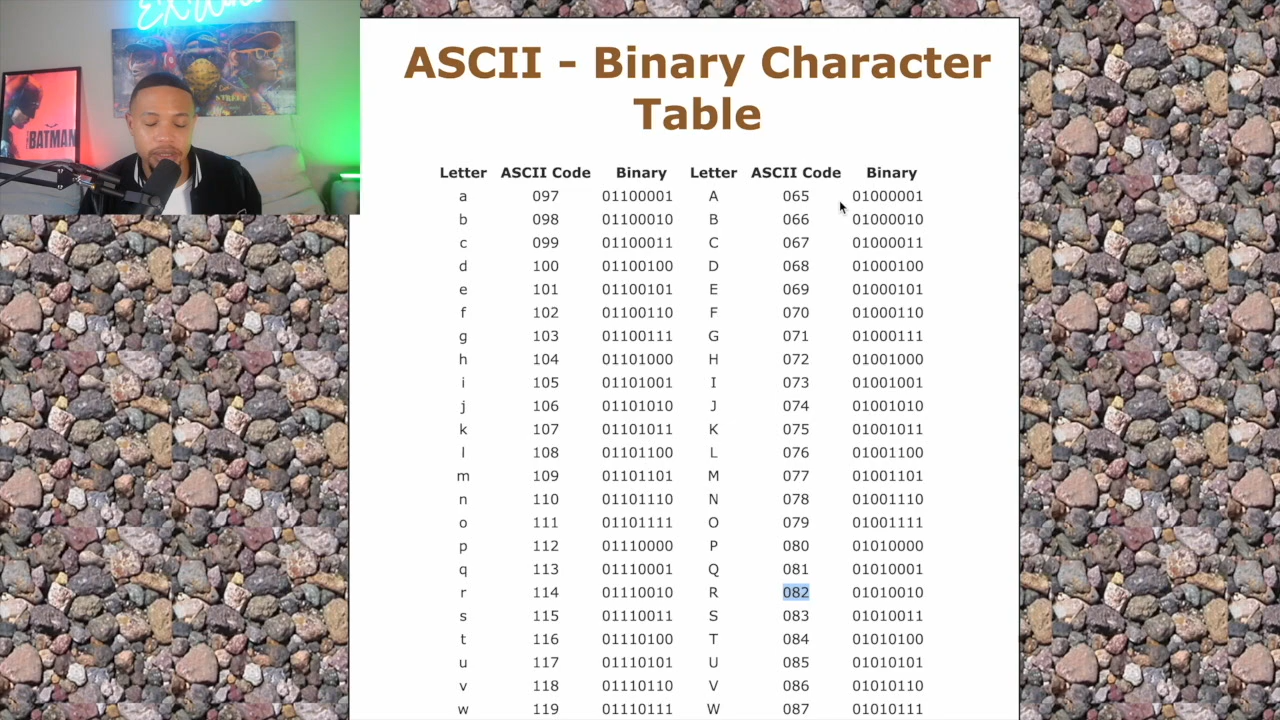 EXWind
STREET
BATMAN
ASCII - Binary Character
Table
Letter ASCII Code Binary Letter ASCII Code Binary
a 097 01100001 A 065 01000001
b 098 01100010 B 066 01000010
c 099 01100011 C 067 01000011
d 100 01100100 D 068 01000100
e 101 01100101 E 069 01000101
f 102 01100110 F 070 01000110
g 103 01100111 G 071 01000111
h 104 01101000 H 072 01001000
i 105 01101001 I 073 01001001
j 106 01101010 J 074 01001010
k 107 01101011 K 075 01001011
l 108 01101100 L 076 01001100
m 109 01101101 M 077 01001101
n 110 01101110 N 078 01001110
o 111 01101111 O 079 01001111
p 112 01110000 P 080 01010000
q 113 01110001 Q 081 01010001
r 114 01110010 R 082 01010010
s 115 01110011 S 083 01010011
t 116 01110100 T 084 01010100
u 117 01110101 U 085 01010101
v 118 01110110 V 086 01010110
w 119 01110111 W 087 01010111